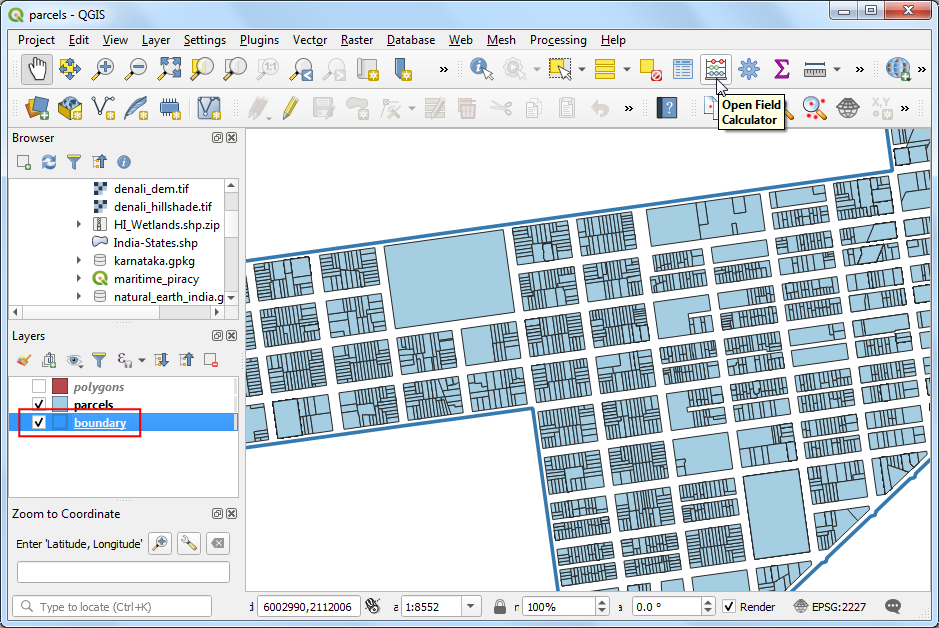 parcels - QGIS
Project Edit View Layer Settings Plugins Vector Raster Database Web Mesh Processing Help
1:1
Open Field
Calculator
X,Y
Browser
denali_dem.tif
denali_hillshade.tif
HI_Wetlands.shp.zip
India-States.shp
karnataka.gpkg
maritime_piracy
natural_earth_india.g
Layers
polygons
parcels
boundary
Zoom to Coordinate
Enter 'Latitude, Longitude'
Type to locate (Ctrl+K)
6002990,2112006
1:8552
100%
0.0 °
Render
EPSG:2227